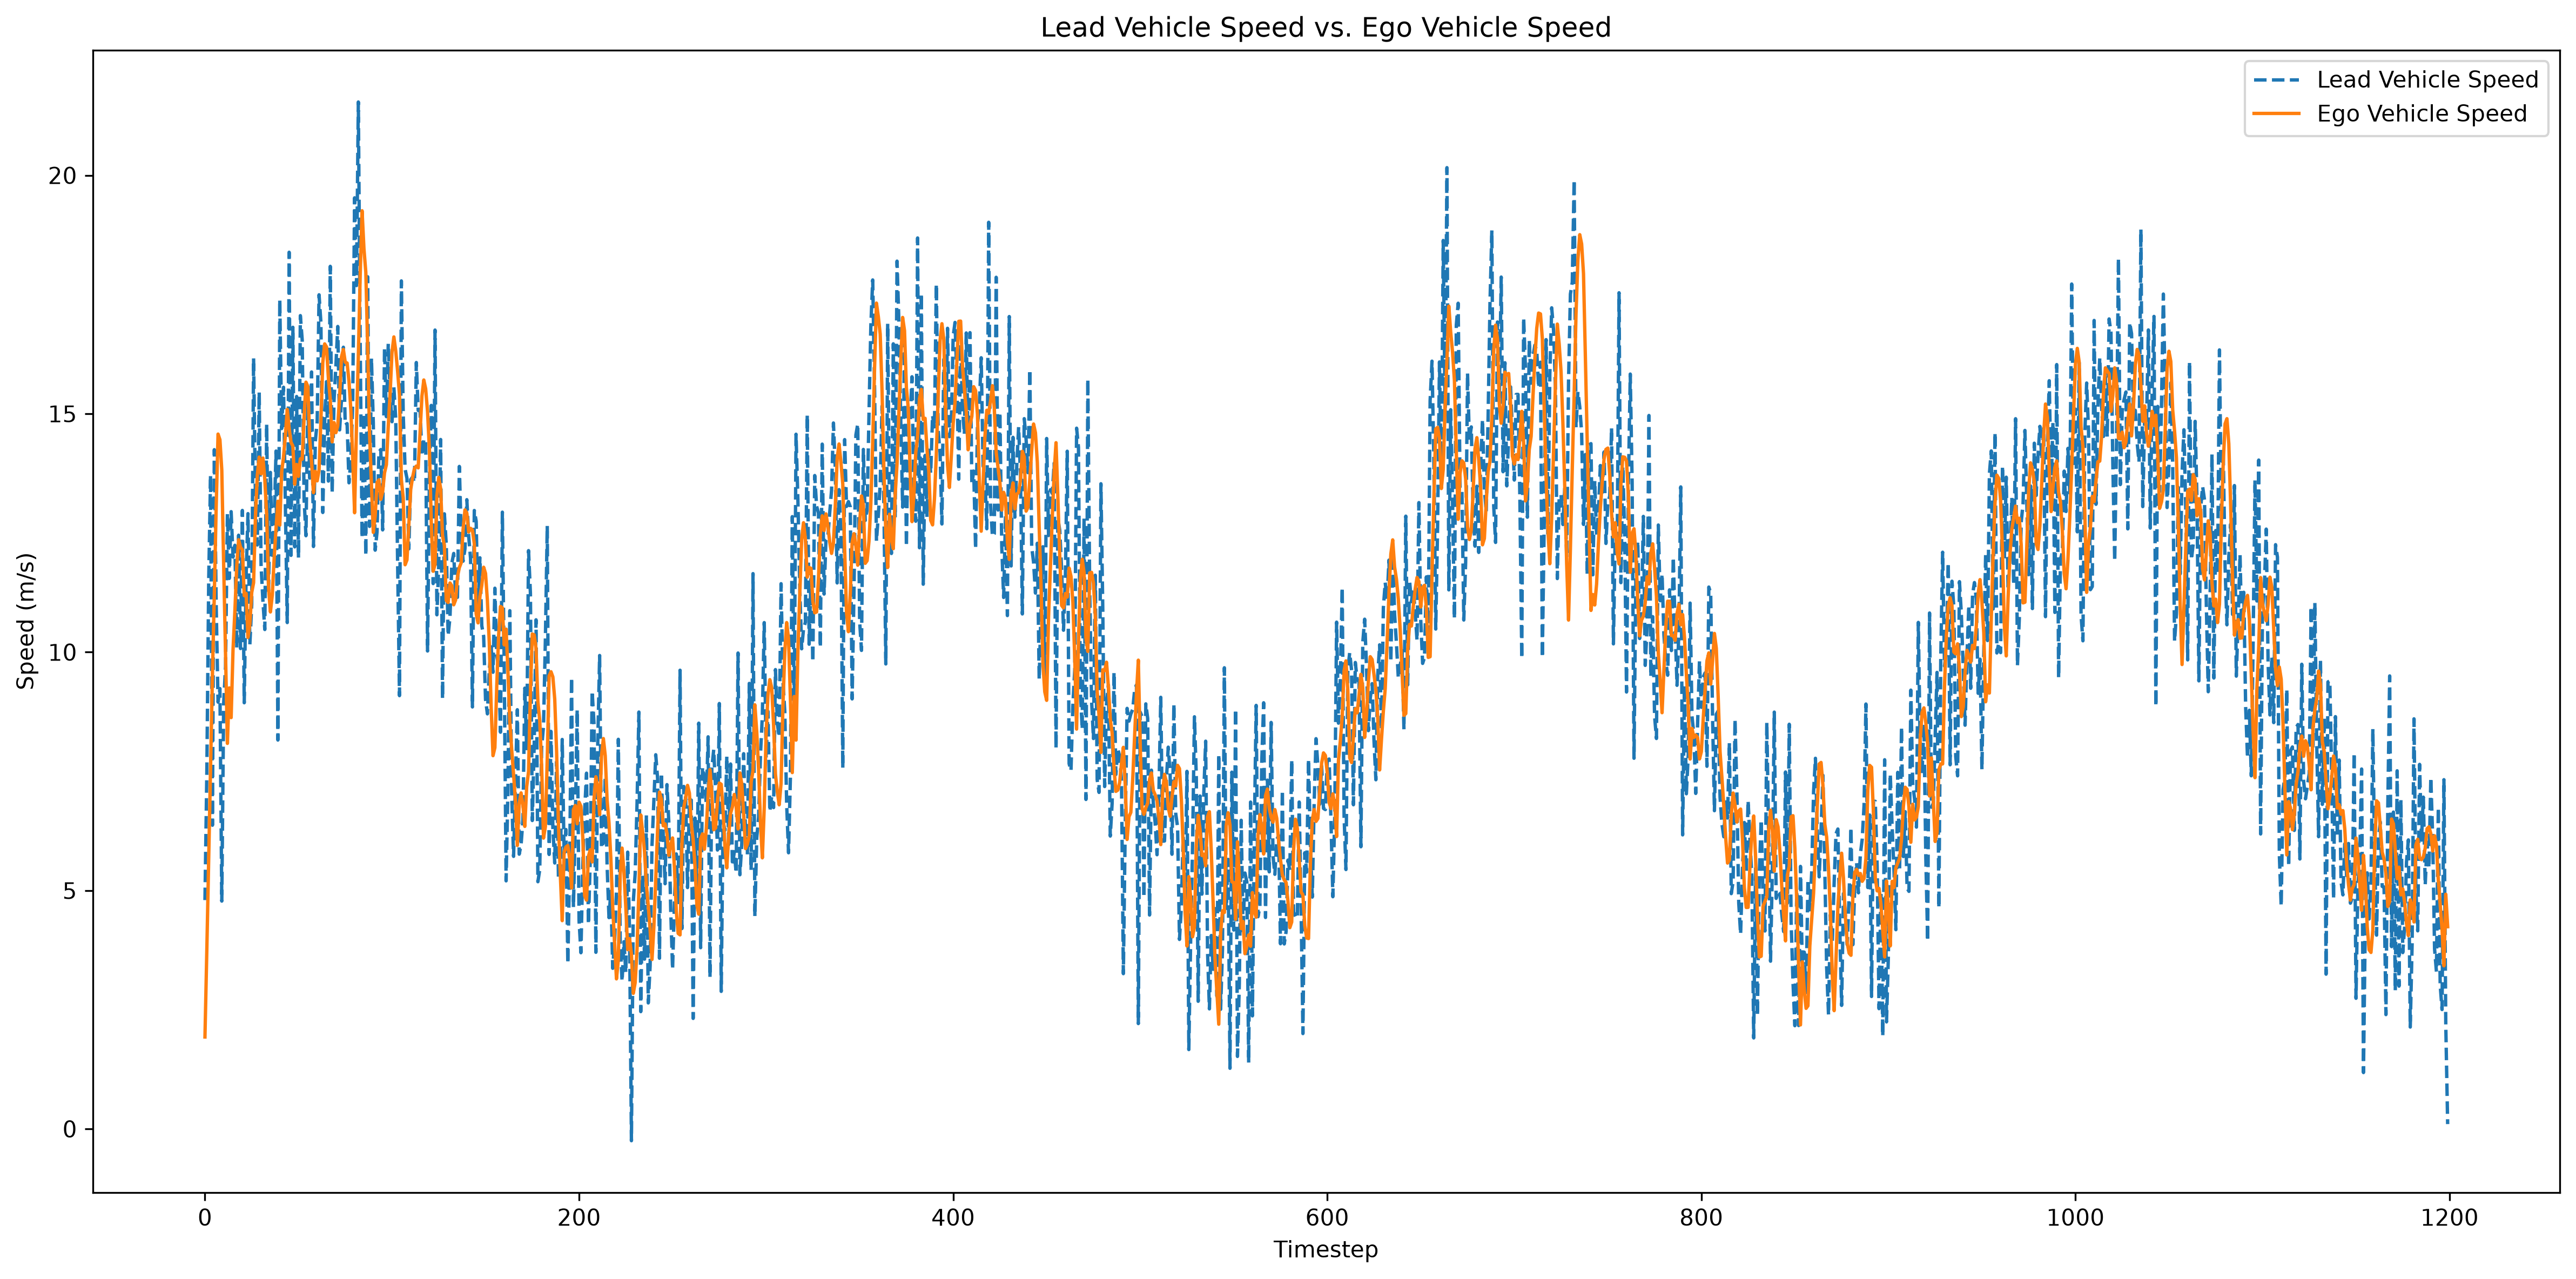 Lead Vehicle Speed vs. Ego Vehicle Speed
Lead Vehicle Speed
Ego Vehicle Speed
20
15
10
5
0
Speed (m/s)
0 200 400 600 800 1000 1200
Timestep